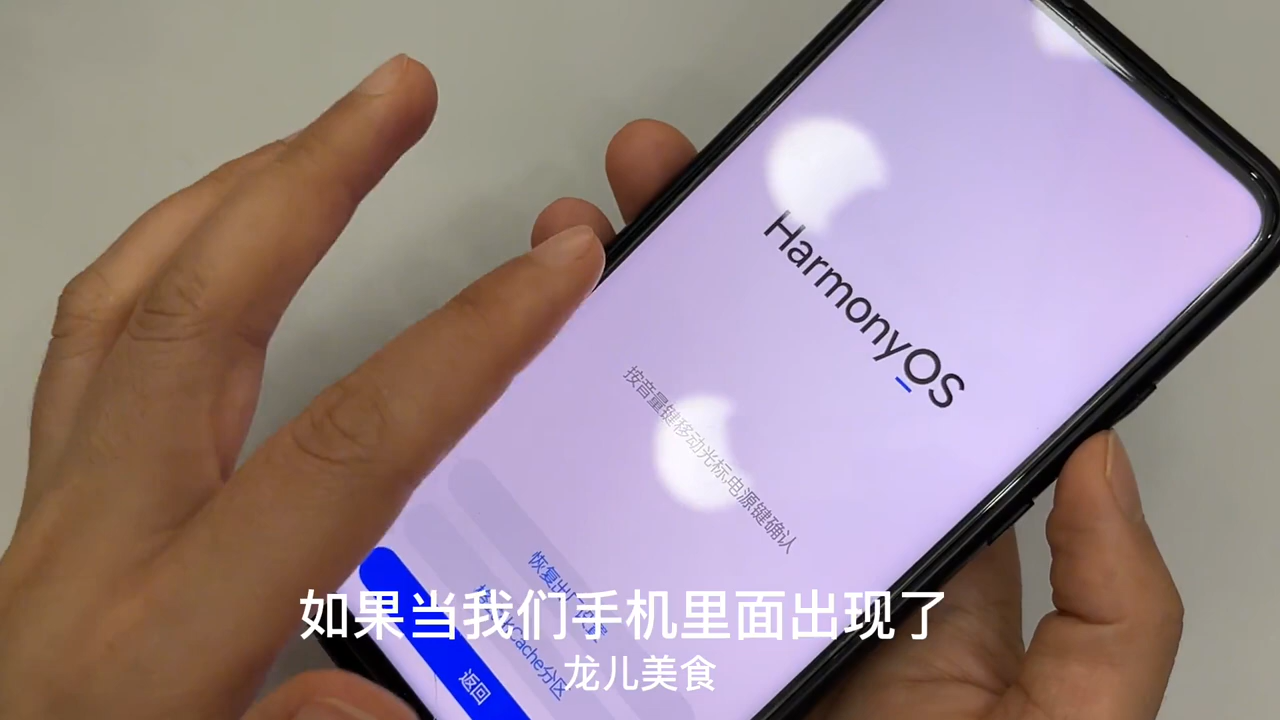 HarmonyOS
按音量键移动光标,电源键确认
恢复出
Cache分区
返回
如果当我们手机里面出现了
龙儿美食